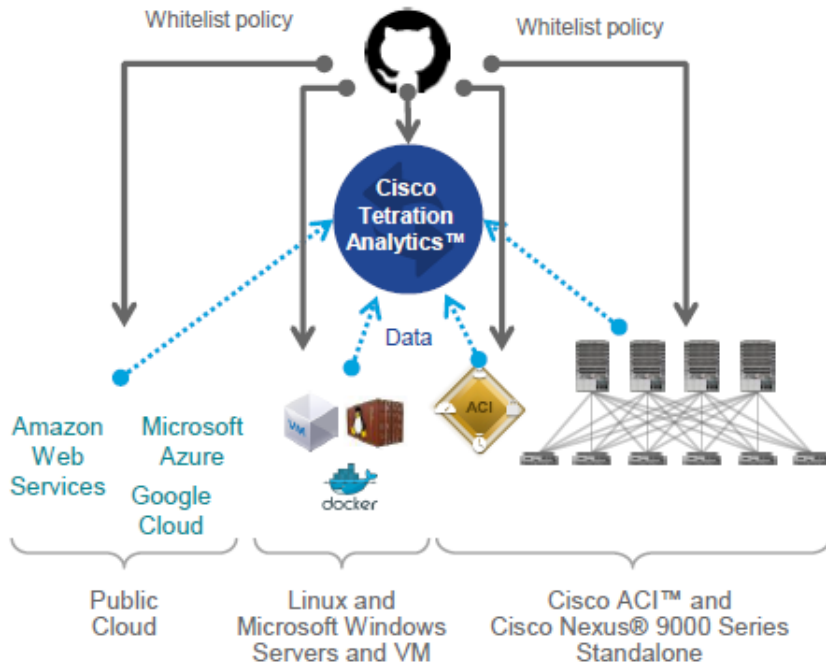 Whitelist policy
Whitelist policy
Cisco
Tetration
Analytics™
Data
VM
ACI
Amazon
Web
Services
Microsoft
Azure
Google
Cloud
docker
Public
Cloud
Linux and
Microsoft Windows
Servers and VM
Cisco ACI™ and
Cisco Nexus® 9000 Series
Standalone